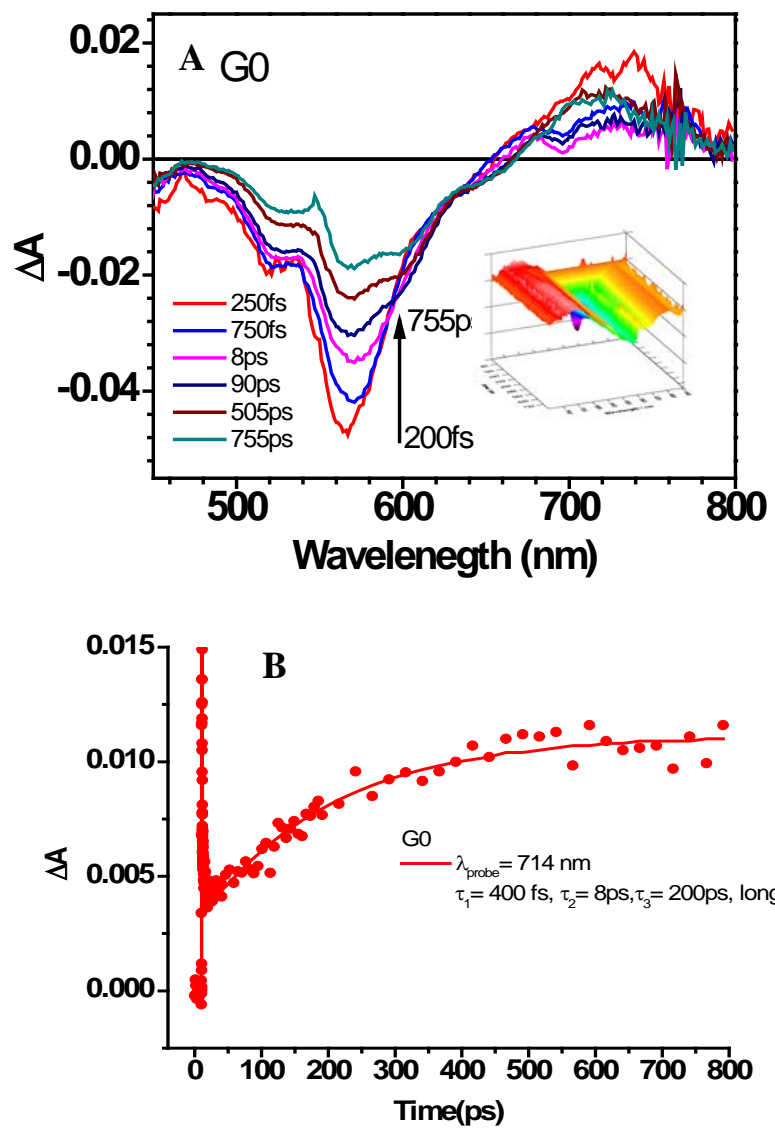 A G0
0.02
0.00
-0.02
-0.04
ΔA
250fs
750fs
8ps
90ps
505ps
755ps
755p
200fs
500
600
700
800
Wavelenegth (nm)
B
0.015
0.010
0.005
0.000
ΔA
G0
λprobe= 714 nm
τ1= 400 fs, τ2= 8ps,τ3= 200ps, long
0
100
200
300
400
500
600
700
800
Time(ps)